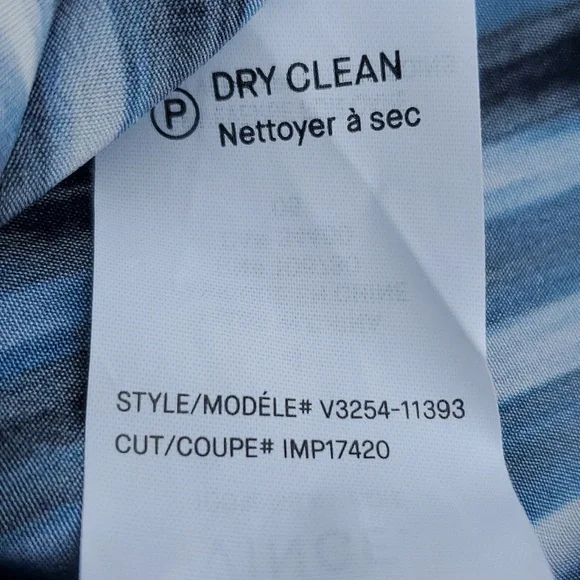 P DRY CLEAN
Nettoyer à sec
STYLE/MODÉLE# V3254-11393
CUT/COUPE# IMP17420